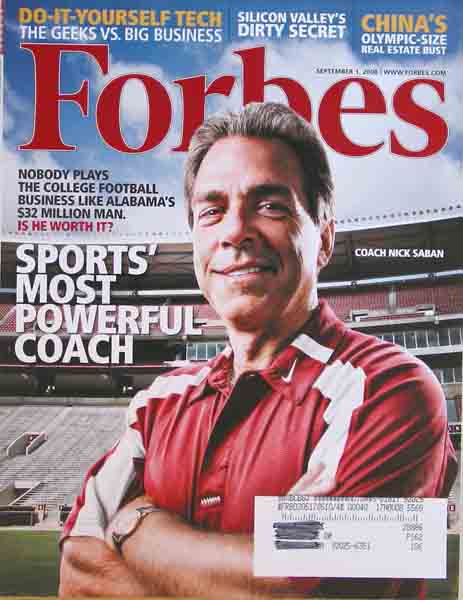 DO-IT-YOURSELF TECH
THE GEEKS VS. BIG BUSINESS
SILICON VALLEY'S
DIRTY SECRET
CHINA'S
OLYMPIC-SIZE
REAL ESTATE BUST
SEPTEMBER 1, 2008 | WWW.FORBES.COM
Forbes
NOBODY PLAYS
THE COLLEGE FOOTBALL
BUSINESS LIKE ALABAMA'S
$32 MILLION MAN.
IS HE WORTH IT?
COACH NICK SABAN
SPORTS'
MOST
POWERFUL
COACH